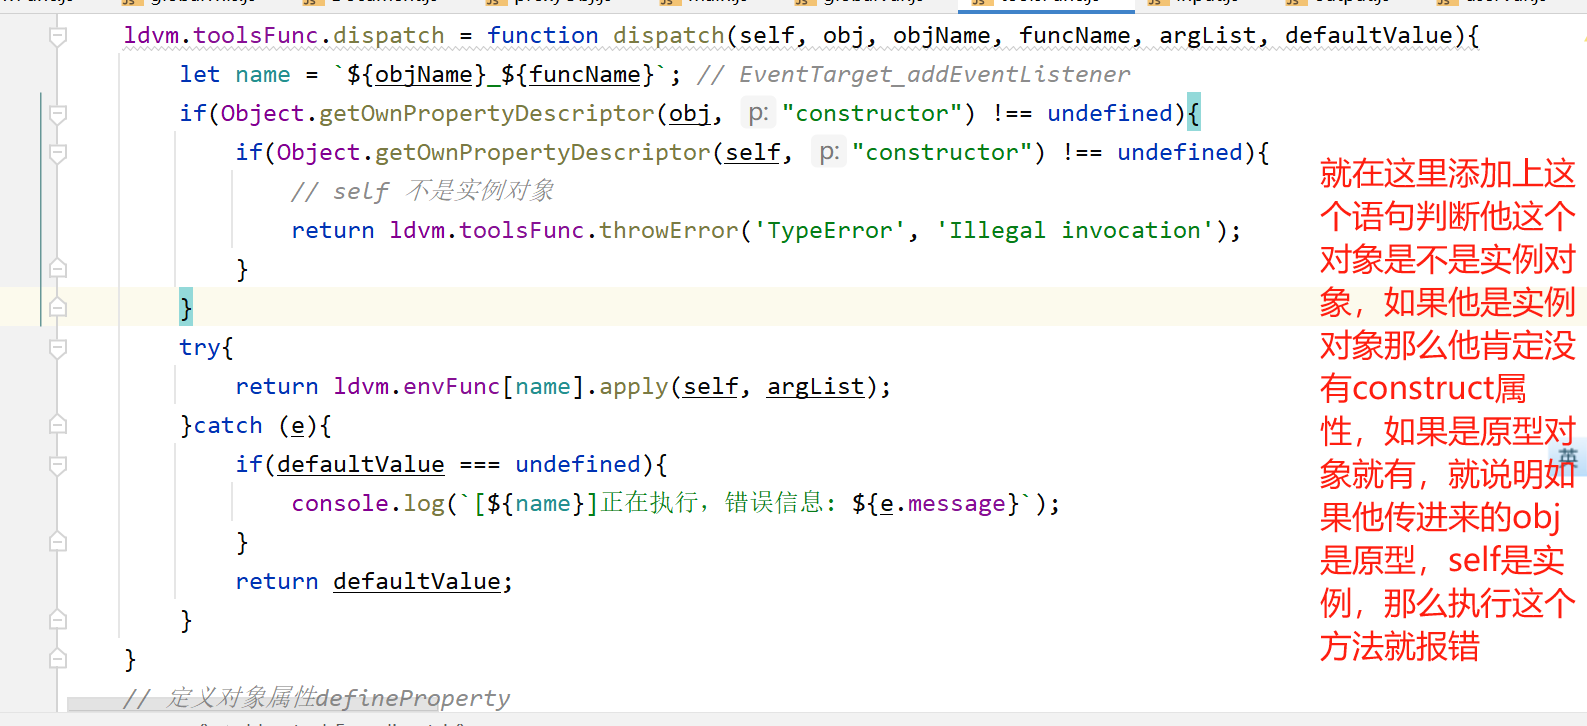 ldvm.toolsFunc.dispatch = function dispatch(self, obj, objName, funcName, argList, defaultValue){
let name = `${objName}_${funcName}`; // EventTarget_addEventListener
if(Object.getOwnPropertyDescriptor(obj, p: "constructor") !== undefined){
if(Object.getOwnPropertyDescriptor(self, p: "constructor") !== undefined){
// self 不是实例对象
return ldvm.toolsFunc.throwError('TypeError', 'Illegal invocation');
}
}
try{
return ldvm.envFunc[name].apply(self, argList);
}catch (e){
if(defaultValue === undefined){
console.log(`[${name}]正在执行，错误信息: ${e.message}`);
}
return defaultValue;
}
}
// 定义对象属性defineProperty
就在这里添加上这
个语句判断他这个
对象是不是实例对
象，如果他是实例
对象那么他肯定没
有construct属
性，如果是原型对
象就有，就说明如
果他传进来的obj
是原型，self是实
例，那么执行这个
方法就报错
英